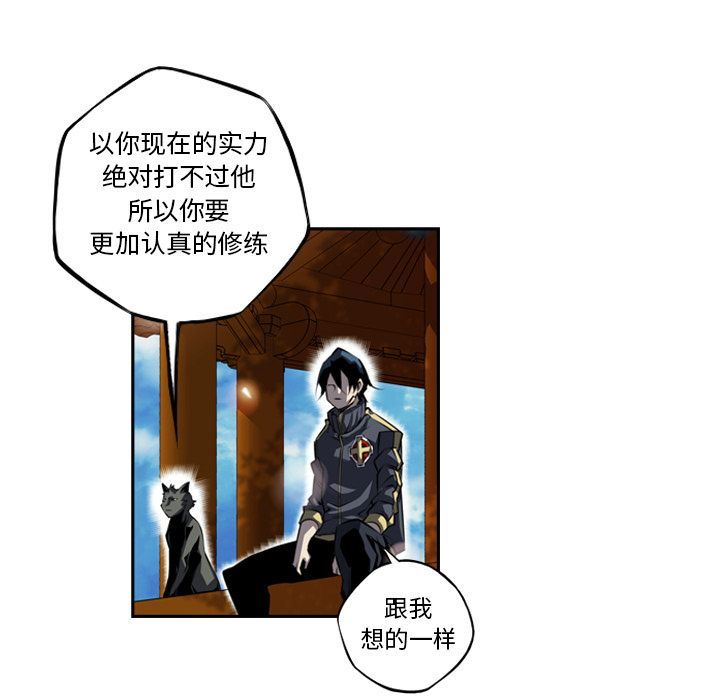 以你现在的实力
绝对打不过他
所以你要
更加认真的修练
跟我
想的一样